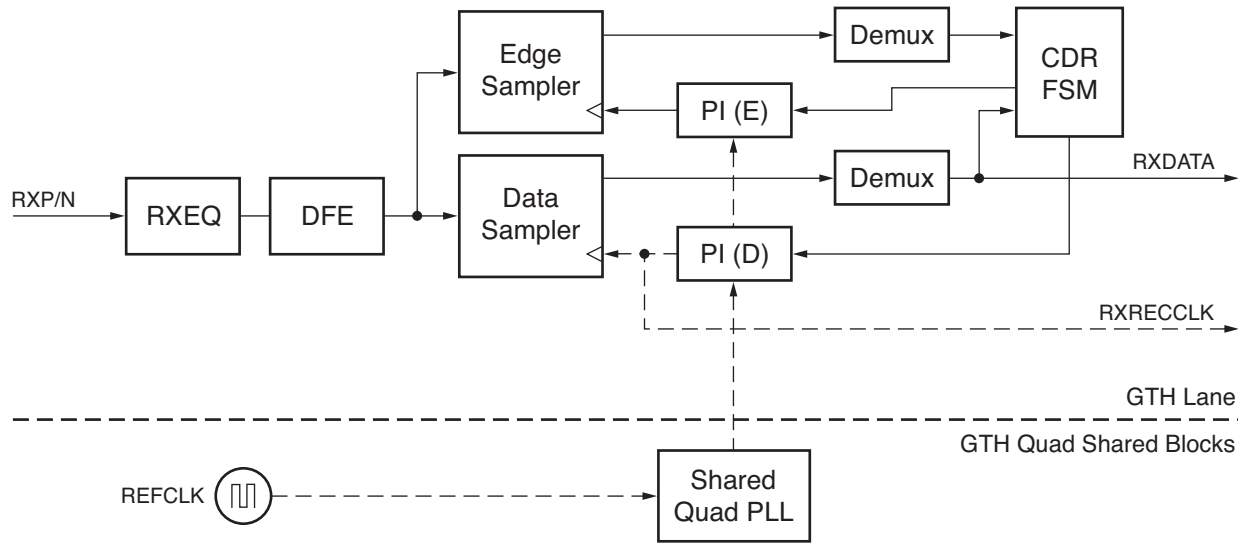 Edge
Sampler
Demux
CDR
FSM
PI (E)
RXP/N
RXEQ
DFE
Data
Sampler
Demux
RXDATA
PI (D)
RXRECCLK
GTH Lane
GTH Quad Shared Blocks
REFCLK
Shared
Quad PLL